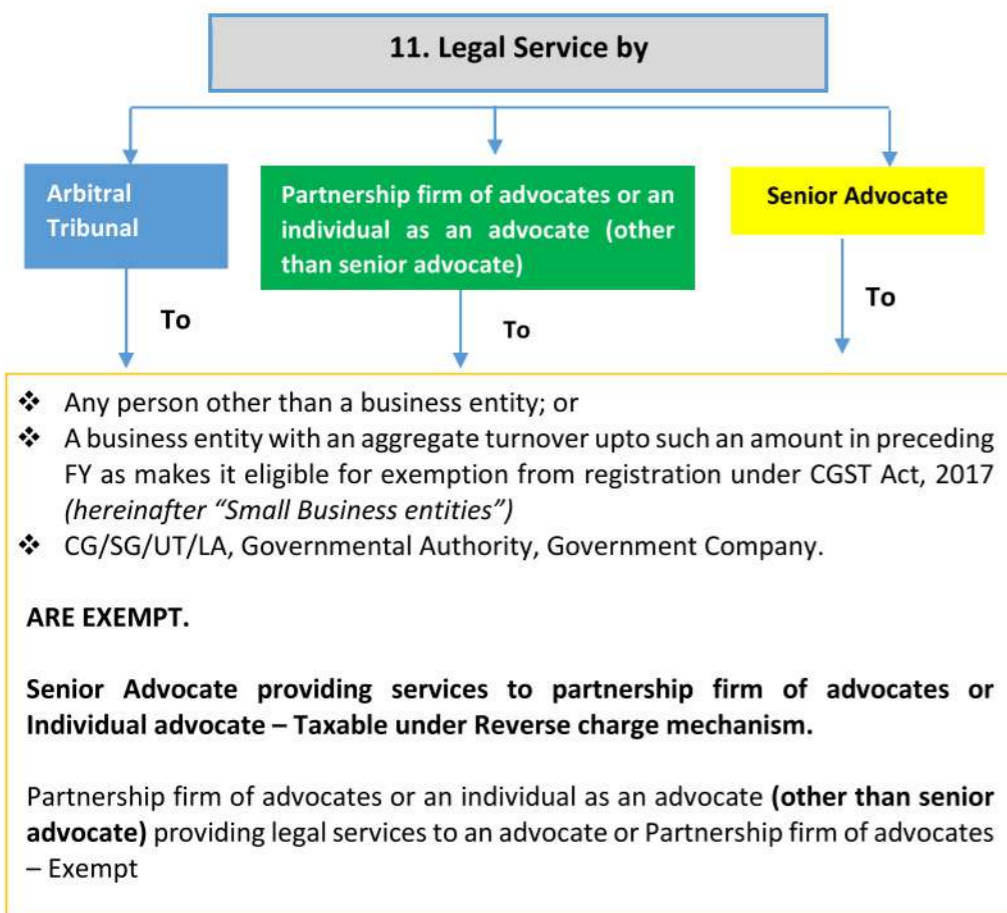 11. Legal Service by
Arbitral
Tribunal
Partnership firm of advocates or an
individual as an advocate (other
than senior advocate)
Senior Advocate
To
To
To
❖ Any person other than a business entity; or
❖ A business entity with an aggregate turnover upto such an amount in preceding
FY as makes it eligible for exemption from registration under CGST Act, 2017
(hereinafter “Small Business entities”)
❖ CG/SG/UT/LA, Governmental Authority, Government Company.
ARE EXEMPT.
Senior Advocate providing services to partnership firm of advocates or
Individual advocate – Taxable under Reverse charge mechanism.
Partnership firm of advocates or an individual as an advocate (other than senior
advocate) providing legal services to an advocate or Partnership firm of advocates
– Exempt